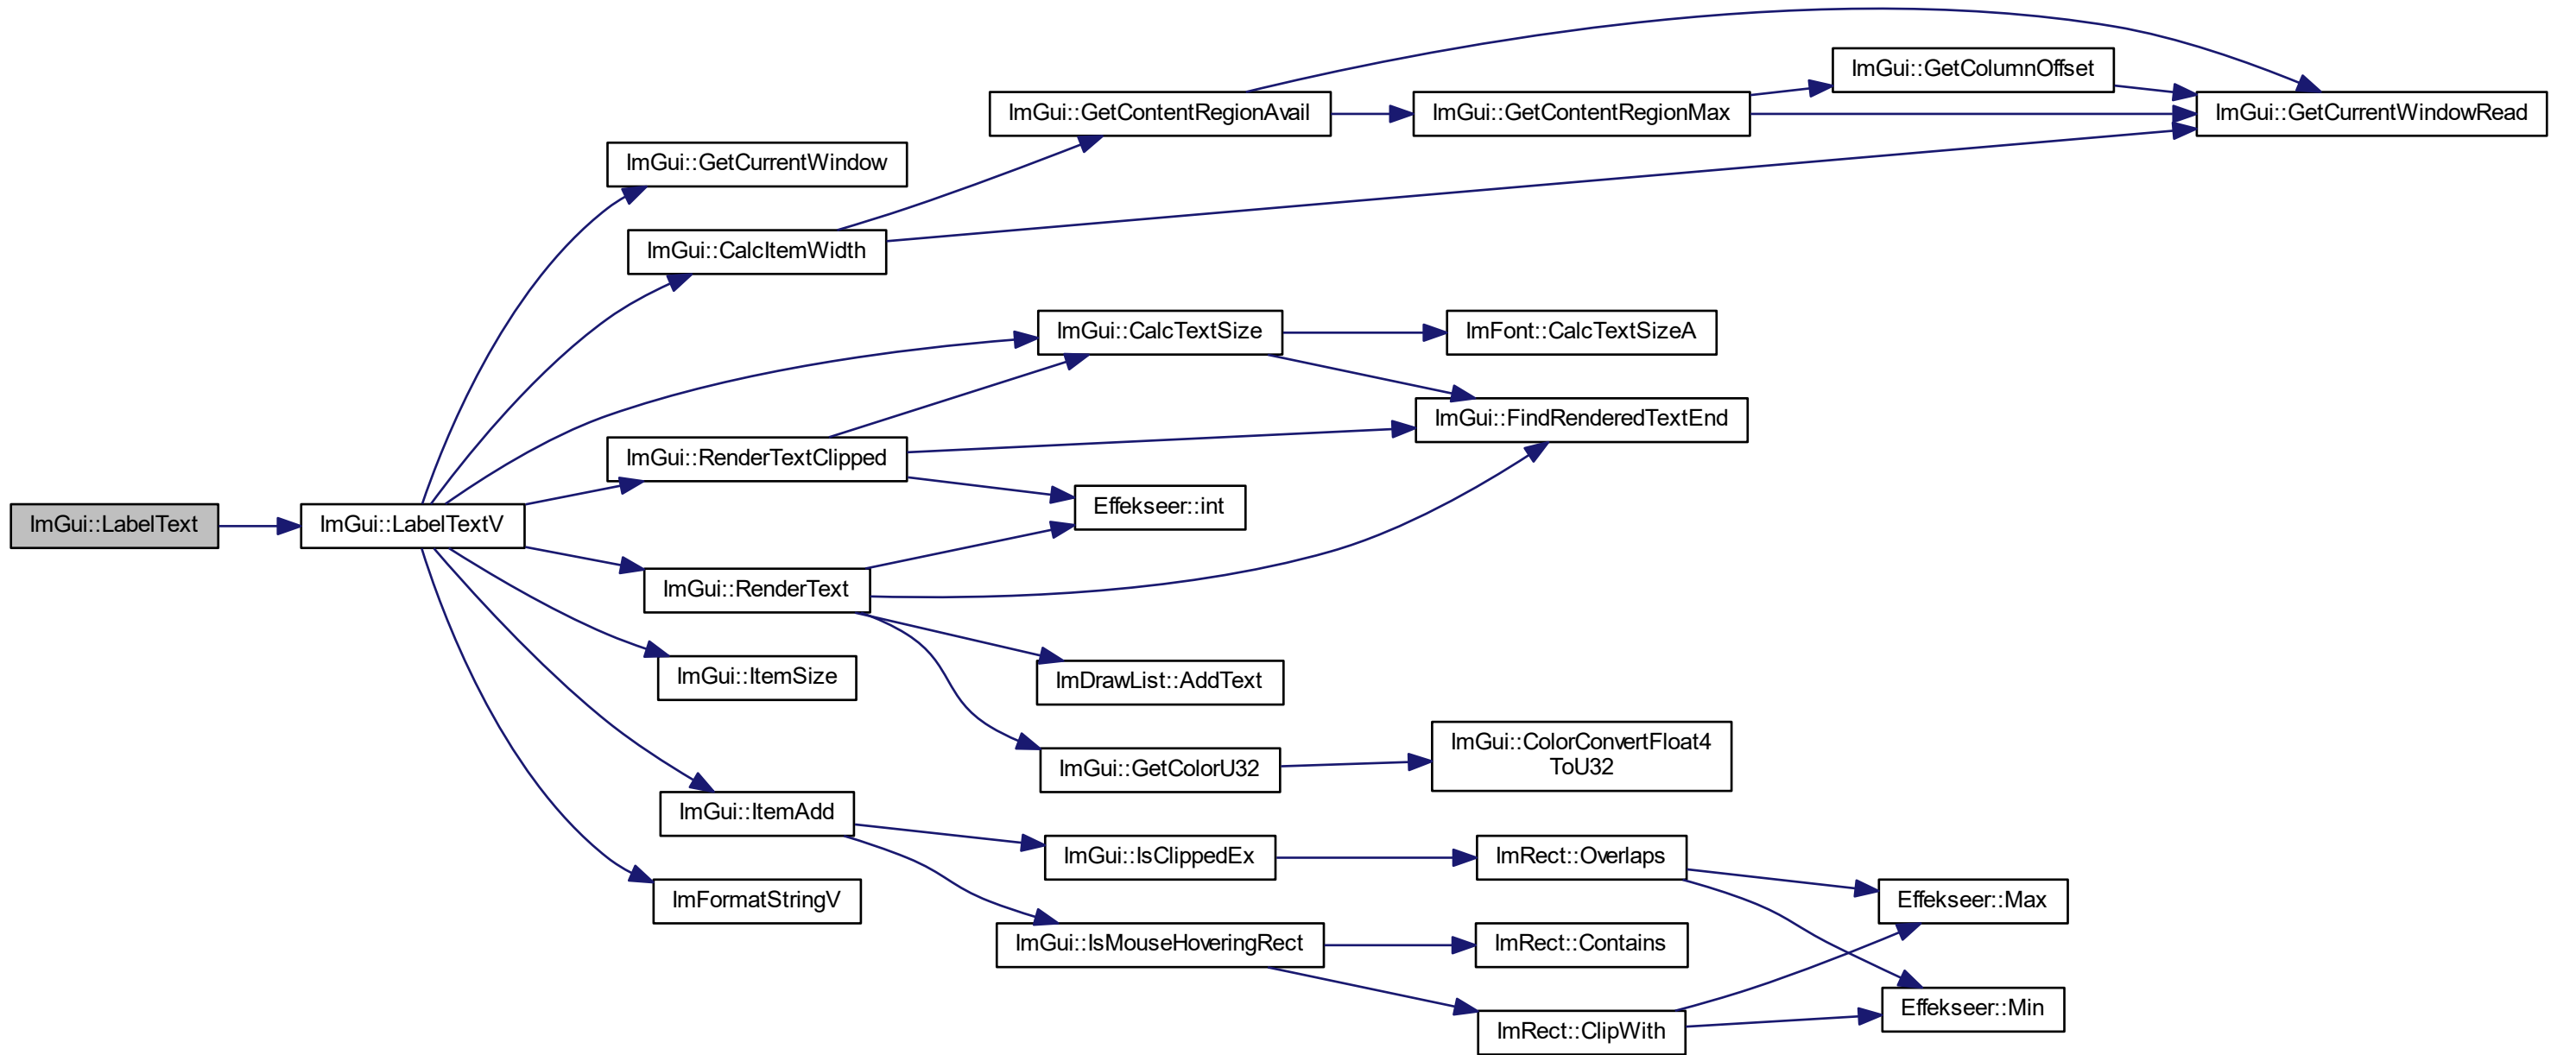 ImGui::LabelText
ImGui::LabelTextV
ImGui::GetCurrentWindow
ImGui::CalcItemWidth
ImGui::GetContentRegionAvail
ImGui::GetContentRegionMax
ImGui::GetColumnOffset
ImGui::GetCurrentWindowRead
ImGui::CalcTextSize
ImFont::CalcTextSizeA
ImGui::FindRenderedTextEnd
ImGui::RenderTextClipped
Effekseer::int
ImGui::RenderText
ImDrawList::AddText
ImGui::GetColorU32
ImGui::ColorConvertFloat4
ToU32
ImGui::ItemSize
ImGui::ItemAdd
ImGui::IsClippedEx
ImRect::Overlaps
Effekseer::Max
ImFormatStringV
ImGui::IsMouseHoveringRect
ImRect::Contains
ImRect::ClipWith
Effekseer::Min